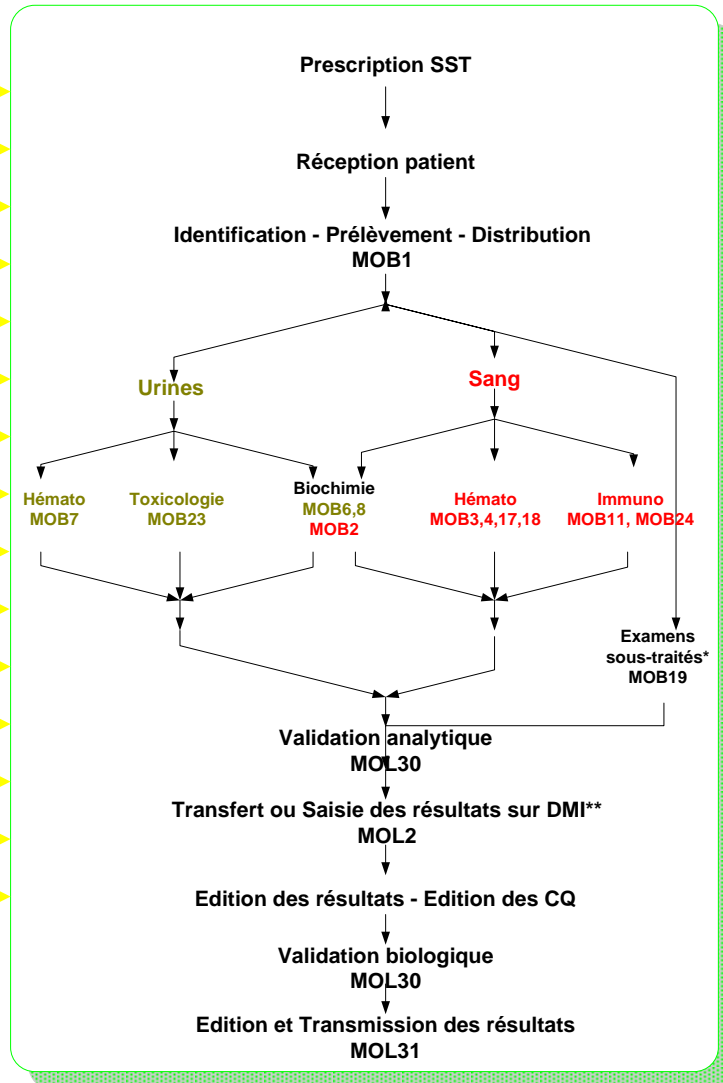 Prescription SST
Réception patient
Identification - Prélèvement - Distribution
MOB1
Urines
Sang
Hémato
MOB7
Toxicologie
MOB23
Biochimie
MOB6,8
MOB2
Hémato
MOB3,4,17,18
Immuno
MOB11, MOB24
Examens
sous-traités*
MOB19
Validation analytique
MOL30
Transfert ou Saisie des résultats sur DMI**
MOL2
Edition des résultats - Edition des CQ
Validation biologique
MOL30
Edition et Transmission des résultats
MOL31